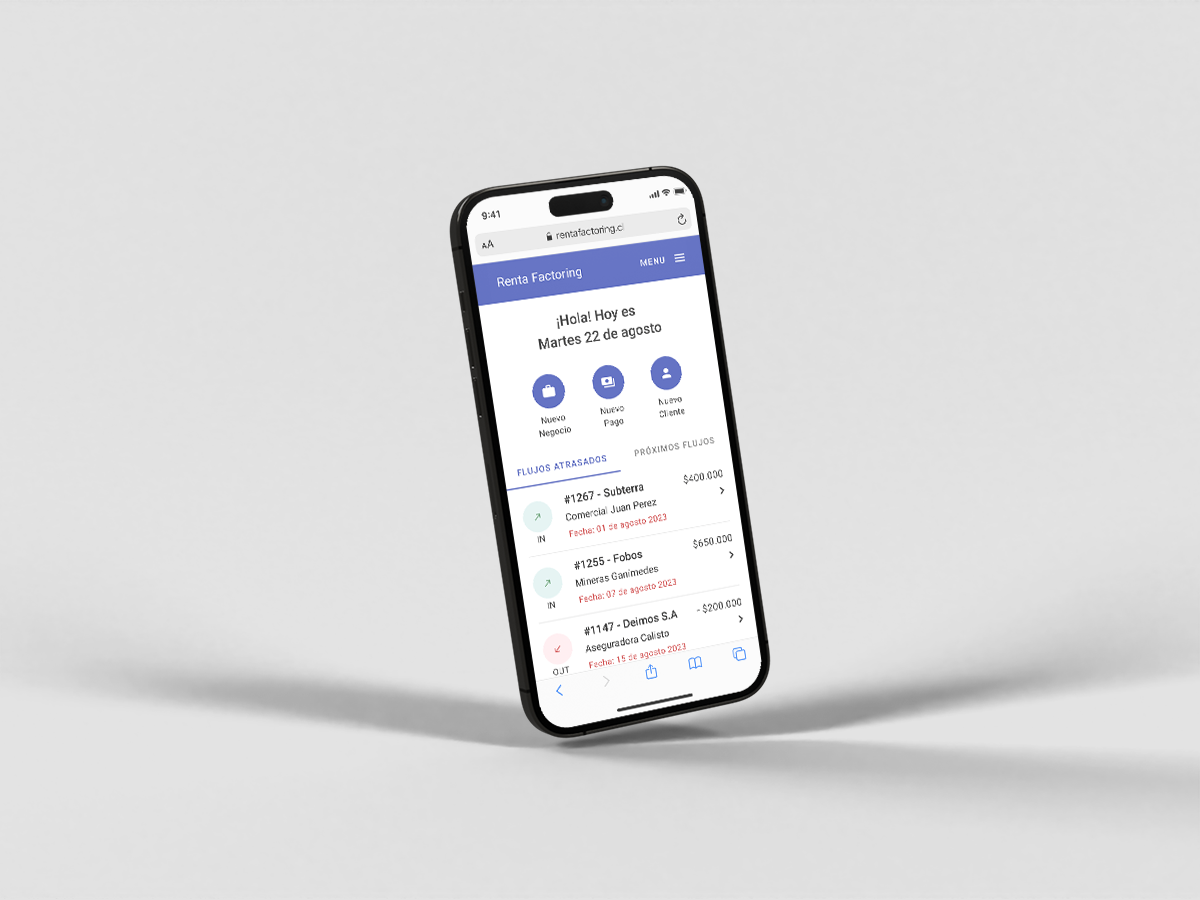 9:41
AA
rentafactoring.cl
Renta Factoring
MENU
¡Hola! Hoy es
Martes 22 de agosto
Nuevo
Negocio
Nuevo
Pago
Nuevo
Cliente
FLUJOS ATRASADOS
PRÓXIMOS FLUJOS
#1267 - Subterra
$400.000
Comercial Juan Perez
Fecha: 01 de agosto 2023
IN
#1255 - Fobos
$650.000
Mineras Ganimedes
Fecha: 07 de agosto 2023
IN
#1147 - Deimos S.A
- $200.000
Aseguradora Calisto
Fecha: 15 de agosto 2023
OUT